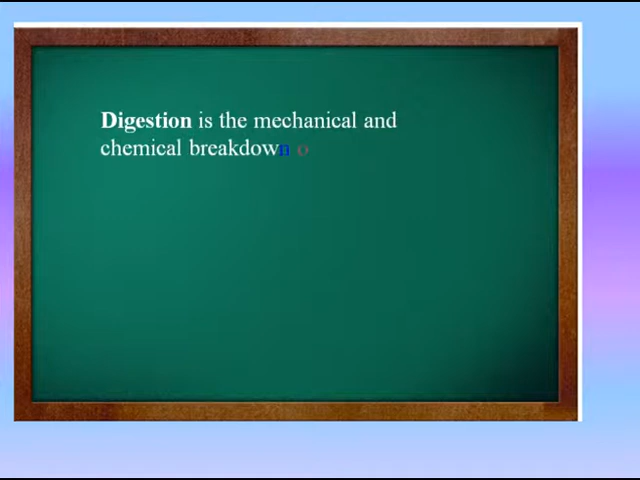 Digestion is the mechanical and
chemical breakdown o